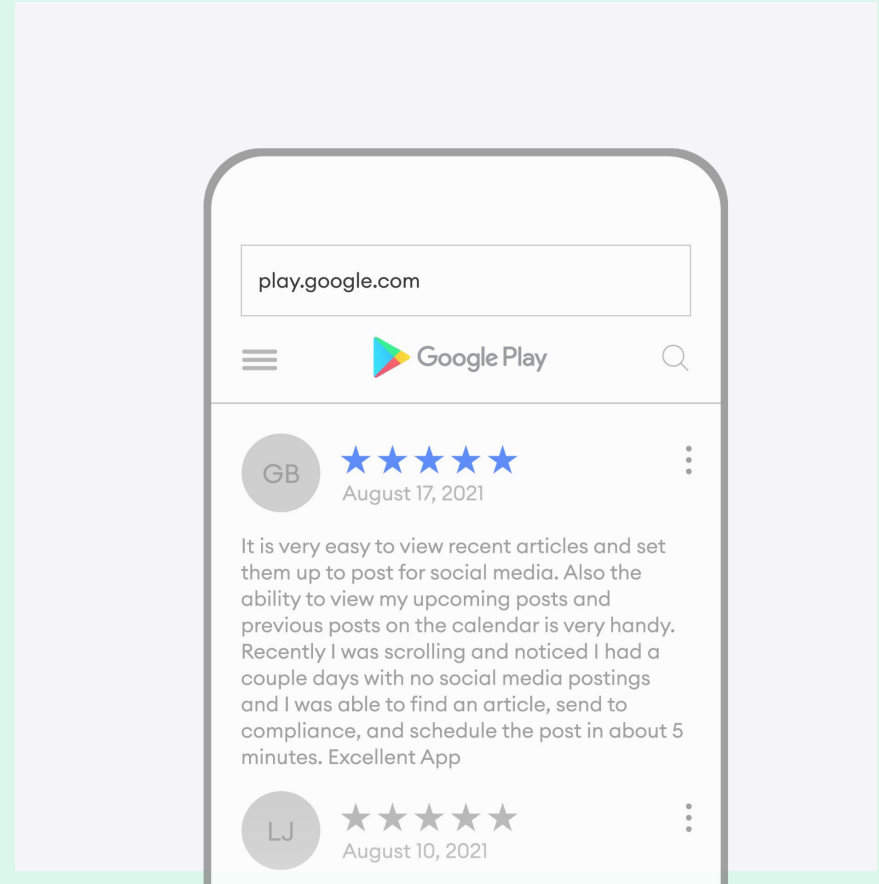 play.google.com
Google Play
GB
August 17, 2021
It is very easy to view recent articles and set
them up to post for social media. Also the
ability to view my upcoming posts and
previous posts on the calendar is very handy.
Recently I was scrolling and noticed I had a
couple days with no social media postings
and I was able to find an article, send to
compliance, and schedule the post in about 5
minutes. Excellent App
LJ
August 10, 2021